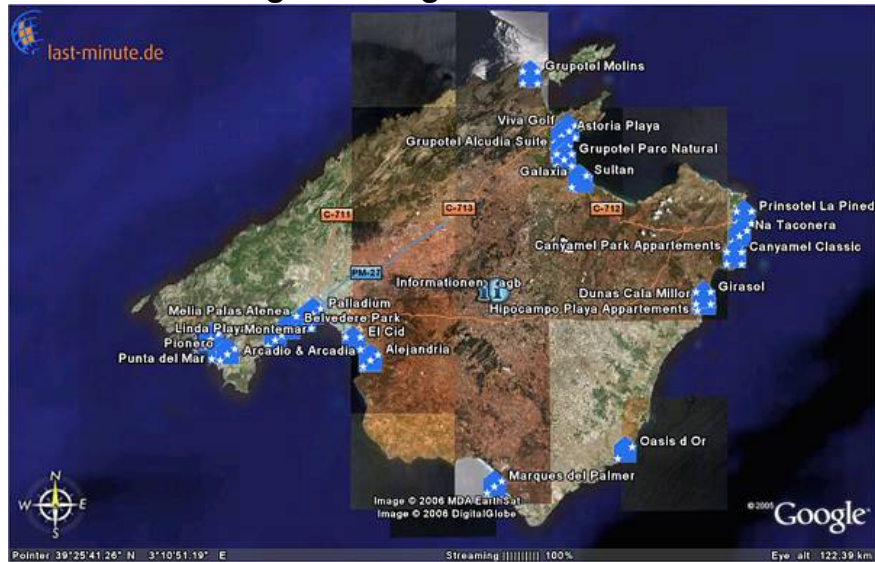 last-minute.de
Grupotel Molins
Viva Golf
Astoria Playa
Grupotel Alcudia Suite
Grupotel Parc Natural
Galaxia
Sultan
Prinsotel La Pined
C-713
C-712
C-711
Na Taconera
Canyamel Park Appartements
Canyamel Classic
PM-27
Informationen
agb
Girasol
Dunas Cala Millor
Hipocampo Playa Appartements
Melia Palas Atenea
Palladium
Belvedere Park
Linda Playa
Montemar
El Cid
Pionero
Arcadio & Arcadia
Alejandria
Punta del Mar
Oasis d Or
Marques del Palmer
N
W
E
S
Image © 2006 MDA EarthSat
Image © 2006 DigitalGlobe
© 2005 Google
Pointer 39°25'41.26" N 3°10'51.19" E
Streaming |||||||||| 100%
Eye alt 122.39 km